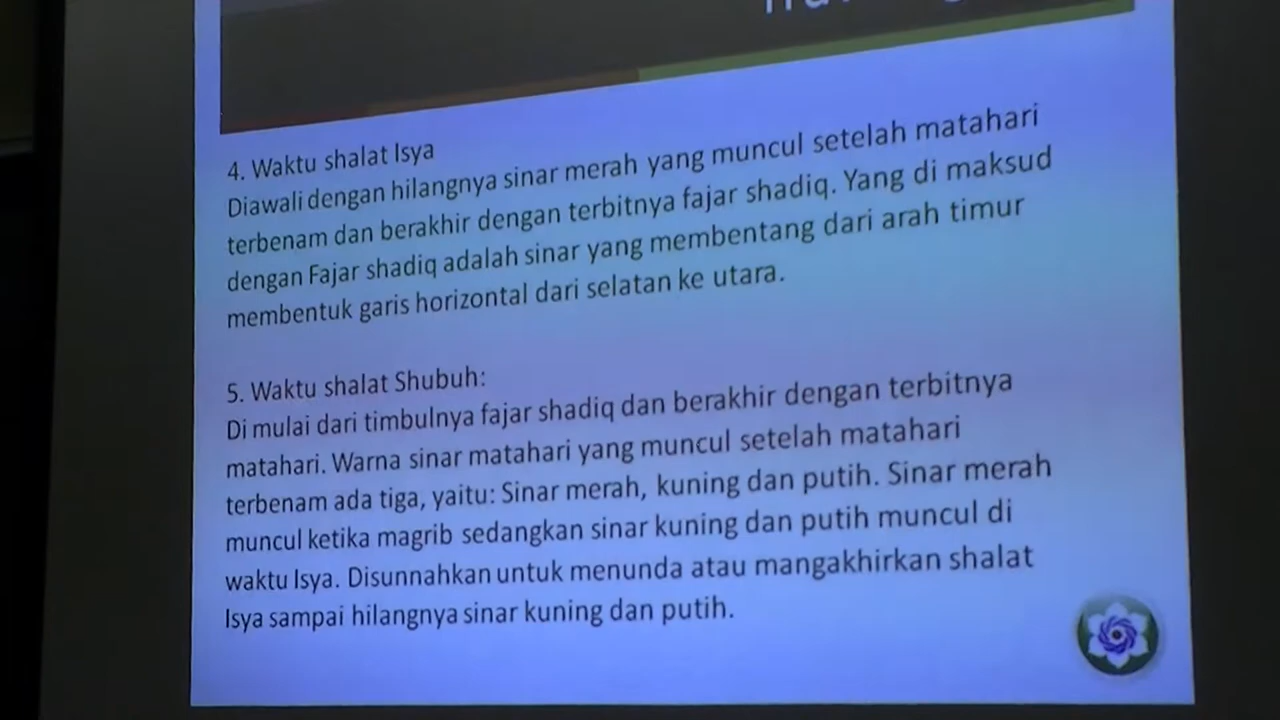 4. Waktu shalat Isya
Diawali dengan hilangnya sinar merah yang muncul setelah matahari
terbenam dan berakhir dengan terbitnya fajar shadiq. Yang di maksud
dengan Fajar shadiq adalah sinar yang membentang dari arah timur
membentuk garis horizontal dari selatan ke utara.
5. Waktu shalat Shubuh:
Di mulai dari timbulnya fajar shadiq dan berakhir dengan terbitnya
matahari. Warna sinar matahari yang muncul setelah matahari
terbenam ada tiga, yaitu: Sinar merah, kuning dan putih. Sinar merah
muncul ketika magrib sedangkan sinar kuning dan putih muncul di
waktu Isya. Disunnahkan untuk menunda atau mangakhirkan shalat
Isya sampai hilangnya sinar kuning dan putih.